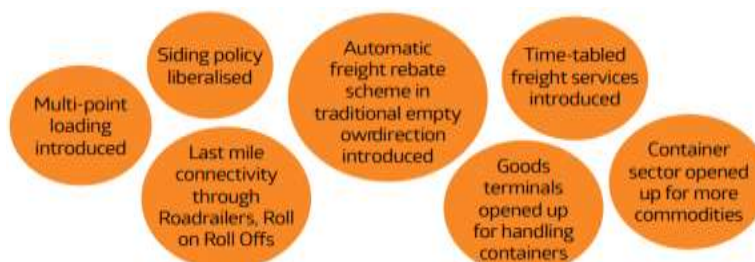 Multi-point
loading
introduced
Siding policy
liberalised
Last mile
connectivity
through
Roadrailers, Roll
on Roll Offs
Automatic
freight rebate
scheme in
traditional empty
direction
introduced
Time-tabled
freight services
introduced
Goods
terminals
opened up
for handling
containers
Container
sector opened
up for more
commodities